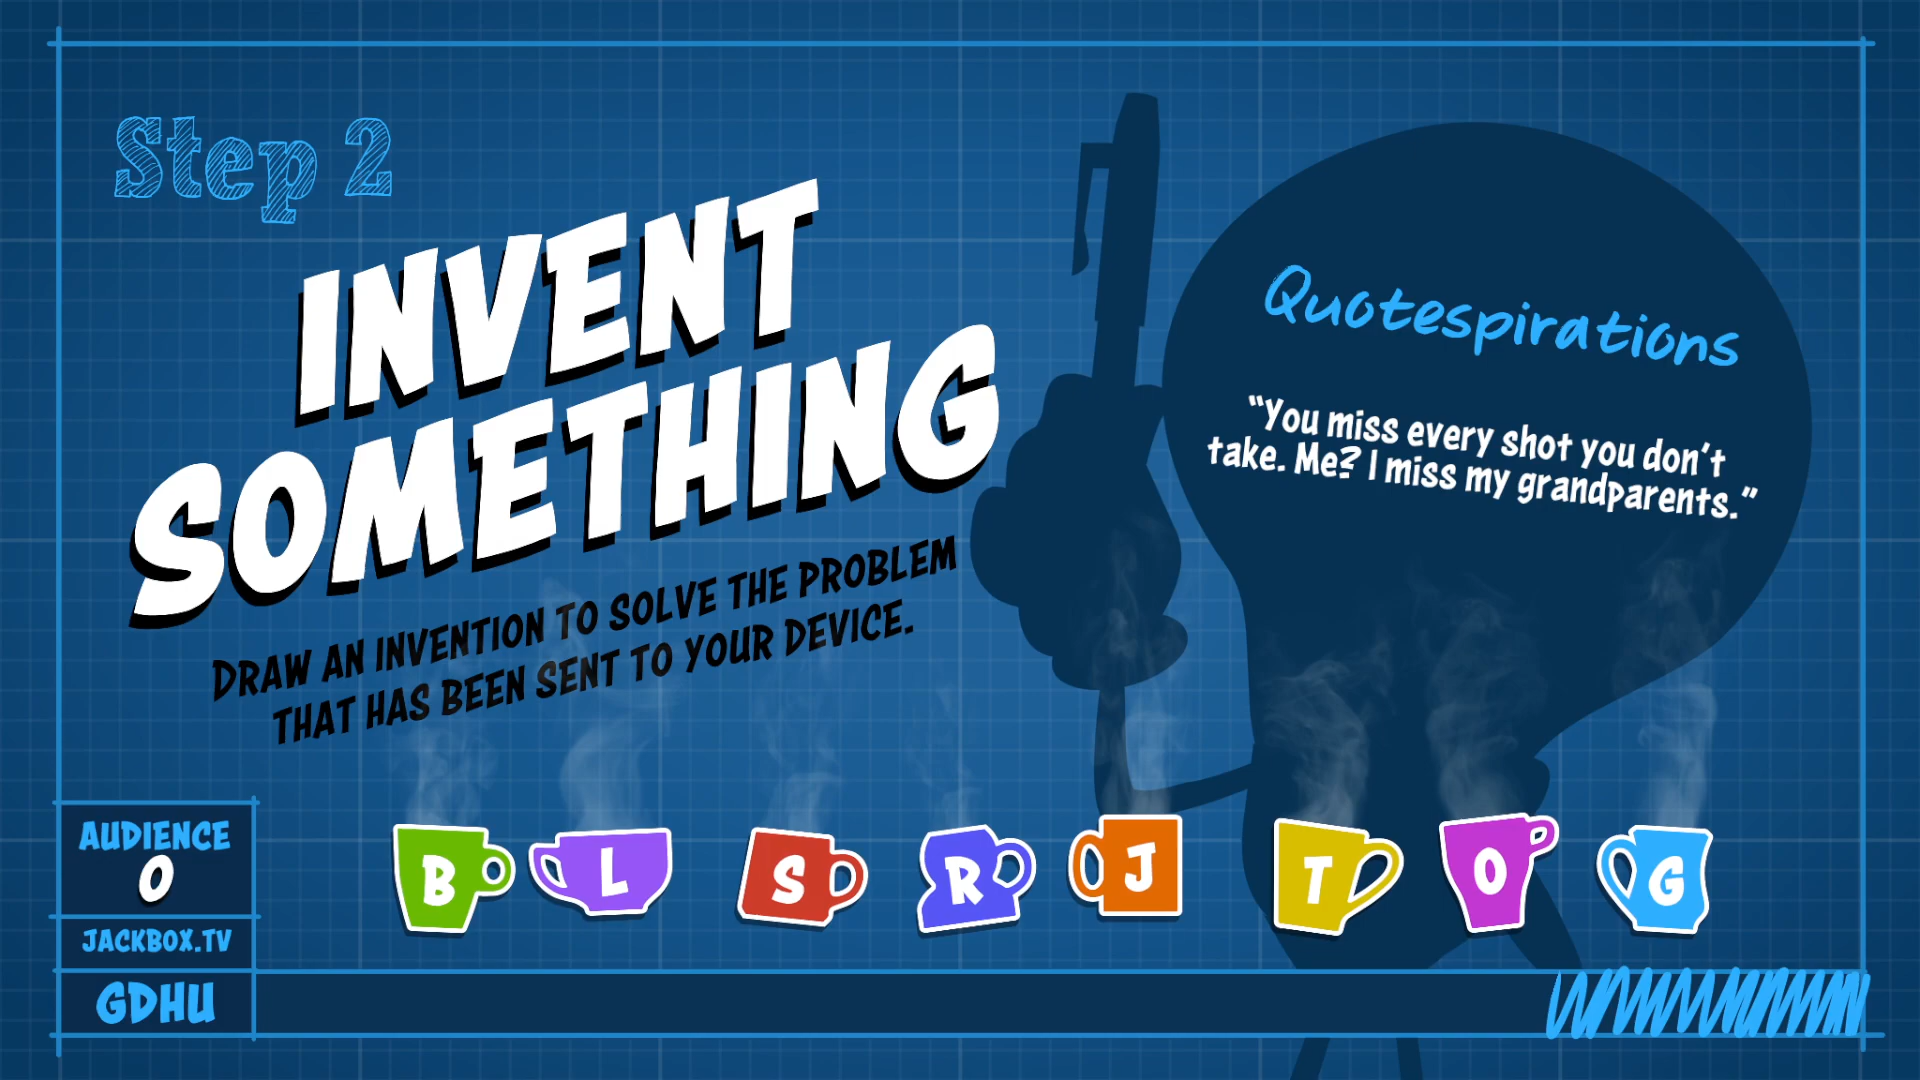 Step 2
INVENT
SOMETHING
DRAW AN INVENTION TO SOLVE THE PROBLEM
THAT HAS BEEN SENT TO YOUR DEVICE.
Quotespirations
“You miss every shot you don’t
take. Me? I miss my grandparents.”
AUDIENCE
0
JACKBOX.TV
GDHU
B L S R J T O G